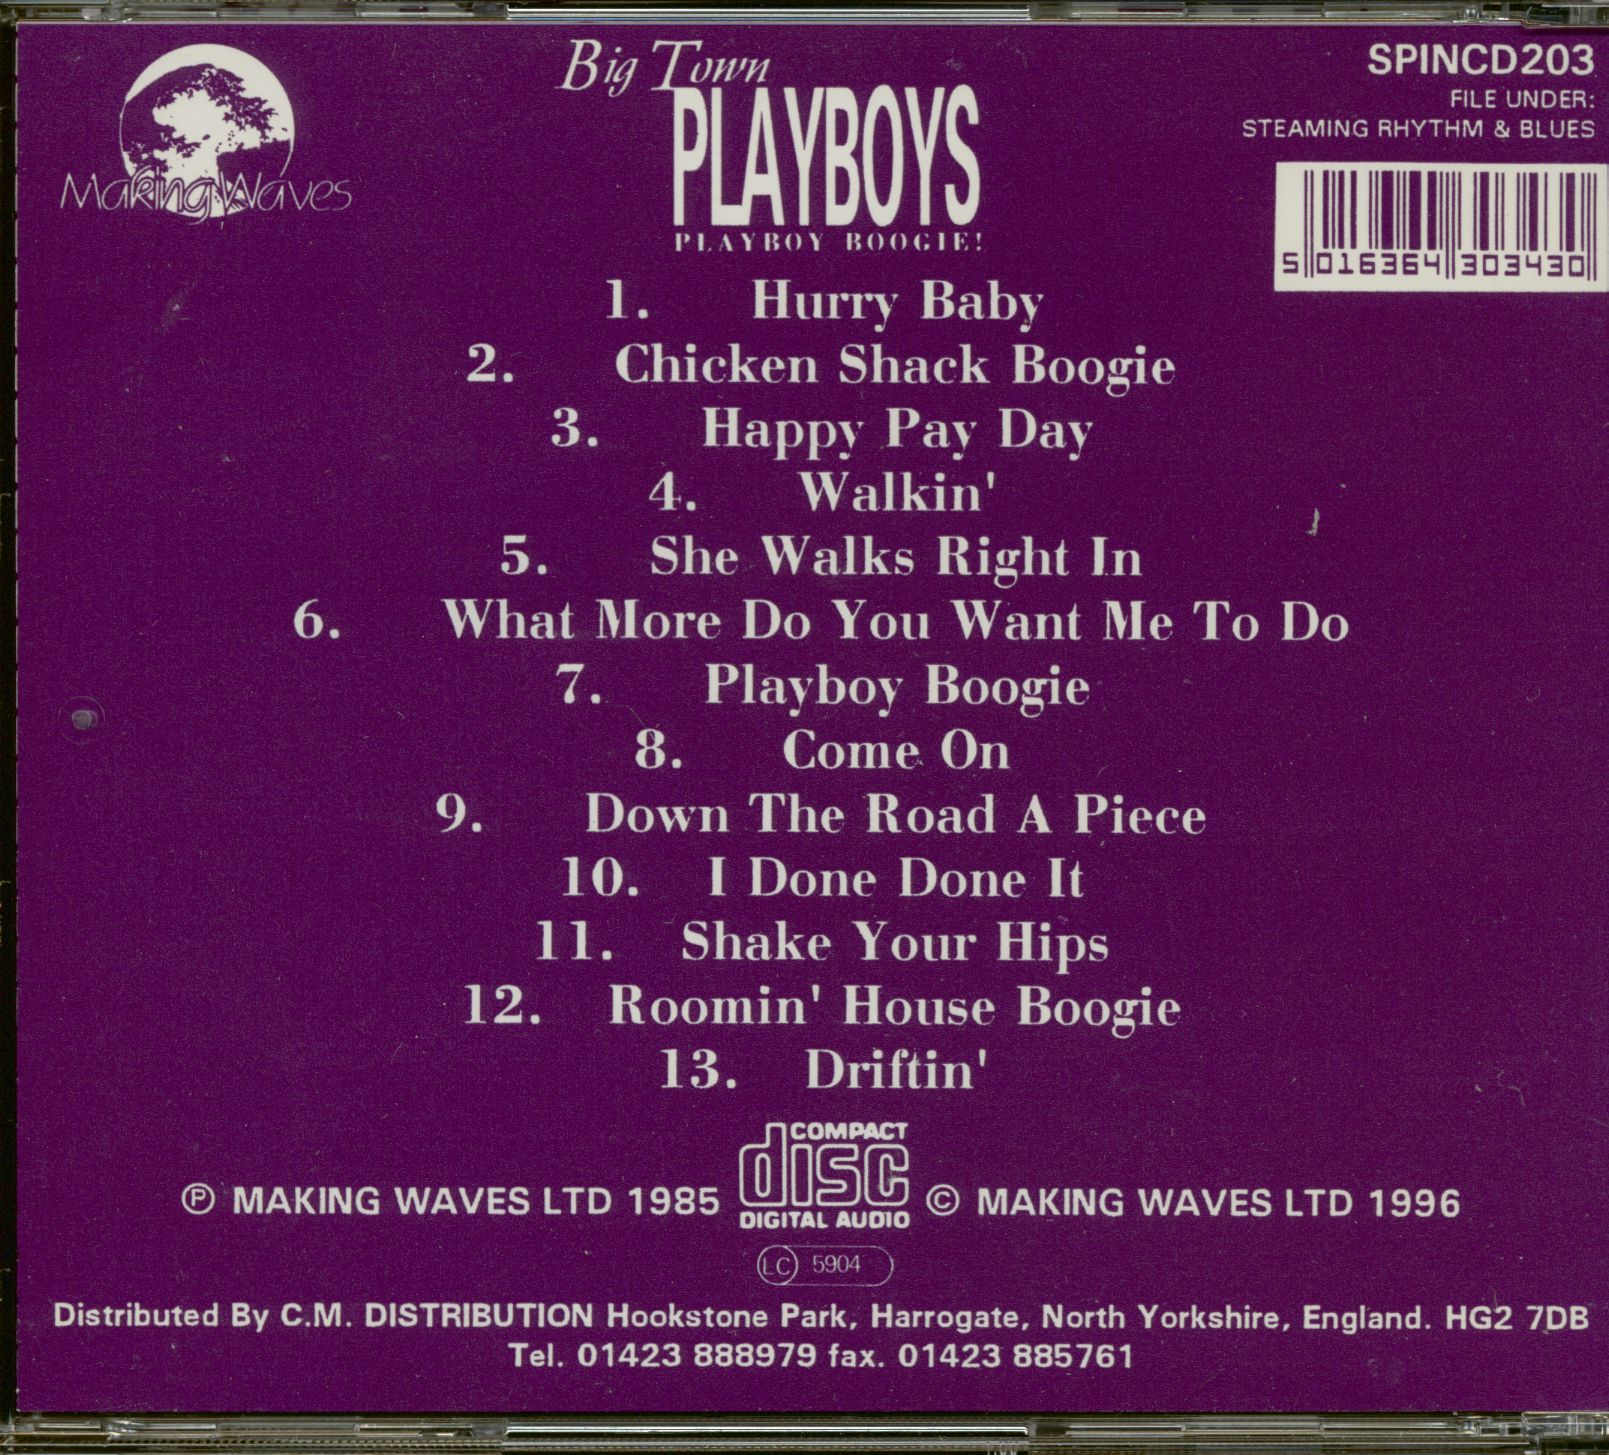 Making Waves
Big Town
PLAYBOYS
PLAYBOY BOOGIE!
SPINCD203
FILE UNDER:
STEAMING RHYTHM & BLUES
5 016364 303430
1. Hurry Baby
2. Chicken Shack Boogie
3. Happy Pay Day
4. Walkin'
5. She Walks Right In
6. What More Do You Want Me To Do
7. Playboy Boogie
8. Come On
9. Down The Road A Piece
10. I Done Done It
11. Shake Your Hips
12. Roomin' House Boogie
13. Driftin'
COMPACT
disc
DIGITAL AUDIO
Ⓟ MAKING WAVES LTD 1985
© MAKING WAVES LTD 1996
LC 5904
Distributed By C.M. DISTRIBUTION Hookstone Park, Harrogate, North Yorkshire, England. HG2 7DB
Tel. 01423 888979 fax. 01423 885761